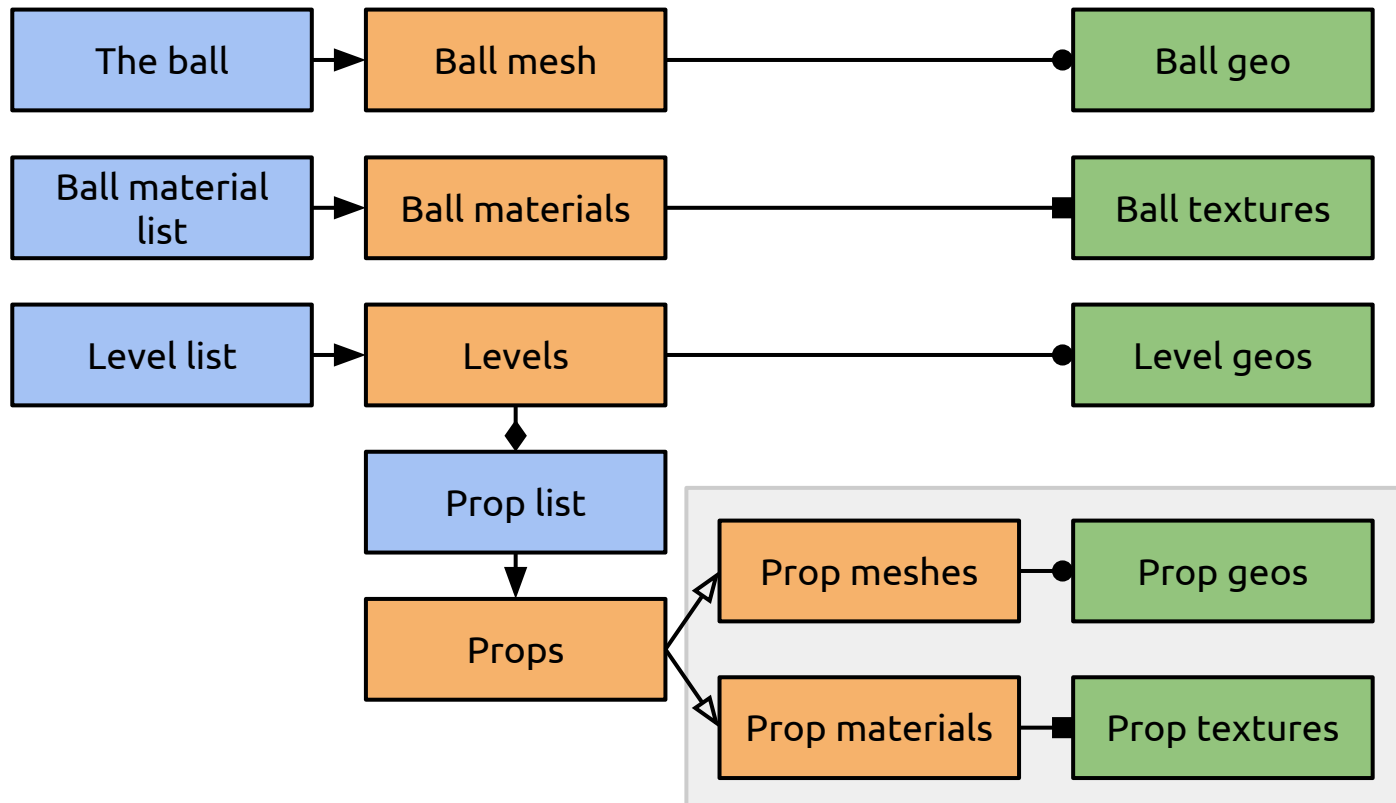 The ball
Ball mesh
Ball geo
Ball material
list
Ball materials
Ball textures
Level list
Levels
Level geos
Prop list
Prop meshes
Prop geos
Props
Prop materials
Prop textures